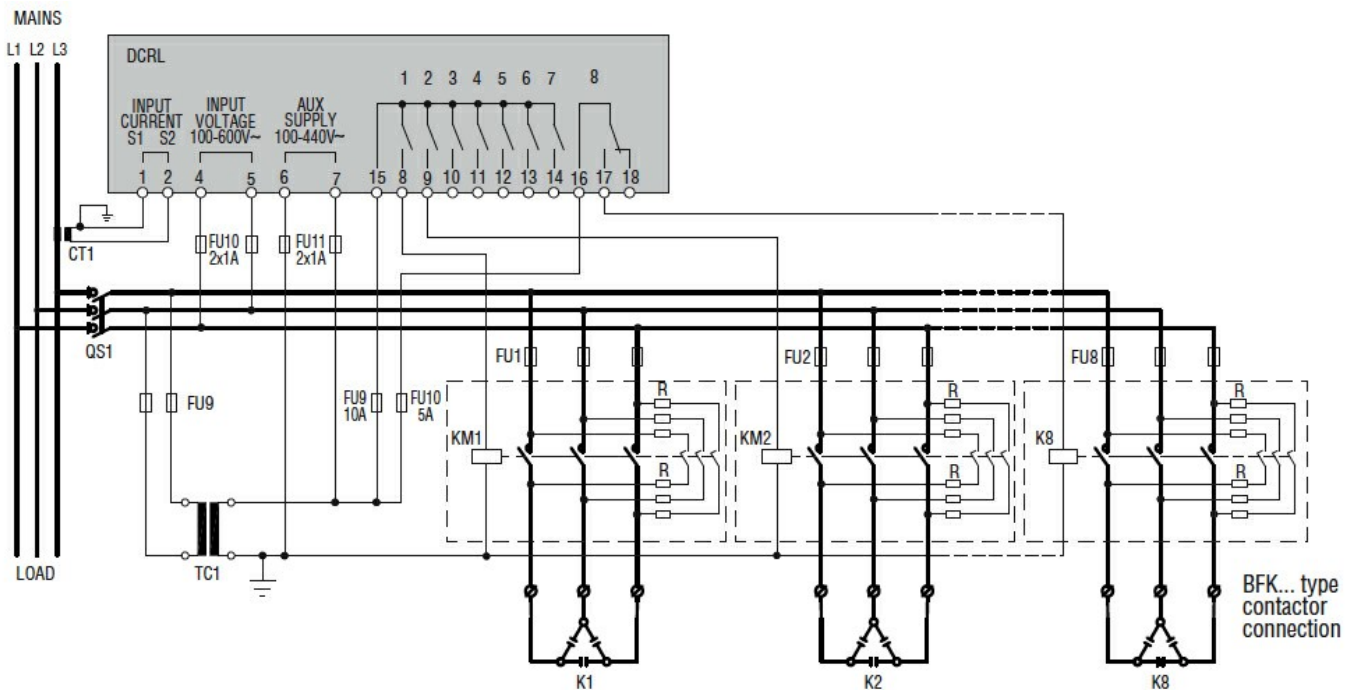 MAINS
L1 L2 L3
DCRL
1 2 3 4 5 6 7 8
INPUT CURRENT
S1 S2
INPUT VOLTAGE
100-600V~
AUX SUPPLY
100-440V~
1 2 4 5 6 7 15 8 9 10 11 12 13 14 16 17 18
CT1
FU10
2x1A
FU11
2x1A
QS1
FU1
FU2
FU8
FU9
FU9
10A
FU10
5A
R
R
R
KM1
KM2
K8
R
R
R
LOAD
TC1
BFK... type
contactor
connection
K1
K2
K8